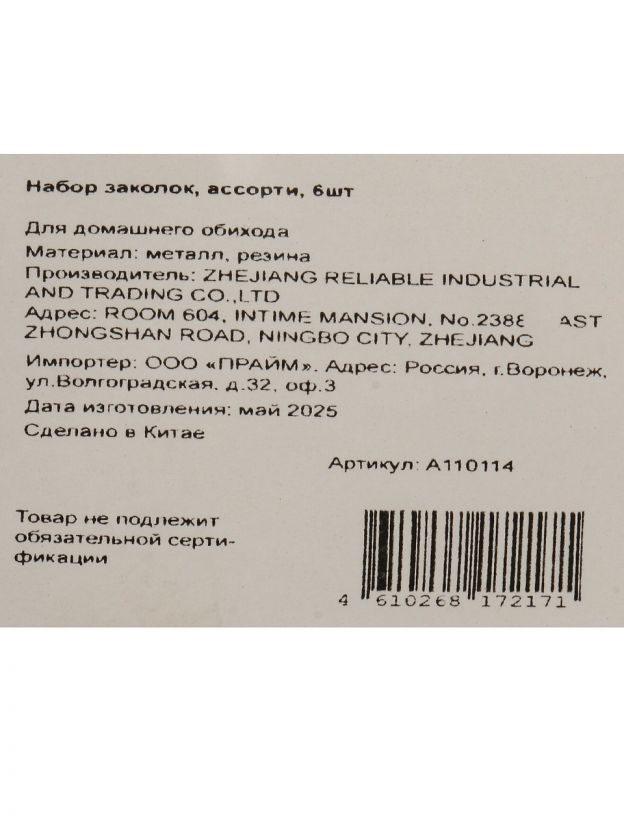 Набор заколок, ассорти, 6шт
Для домашнего обихода
Материал: металл, резина
Производитель: ZHEJIANG RELIABLE INDUSTRIAL
AND TRADING CO.,LTD
Адрес: ROOM 604, INTIME MANSION, No.238 AST
ZHONGSHAN ROAD, NINGBO CITY, ZHEJIANG
Импортер: ООО «ПРАЙМ». Адрес: Россия, г.Воронеж,
ул.Волгоградская, д.32, оф.3
Дата изготовления: май 2025
Сделано в Китае
Артикул: А110114
Товар не подлежит
обязательной серти-
фикации
4 610268 172171